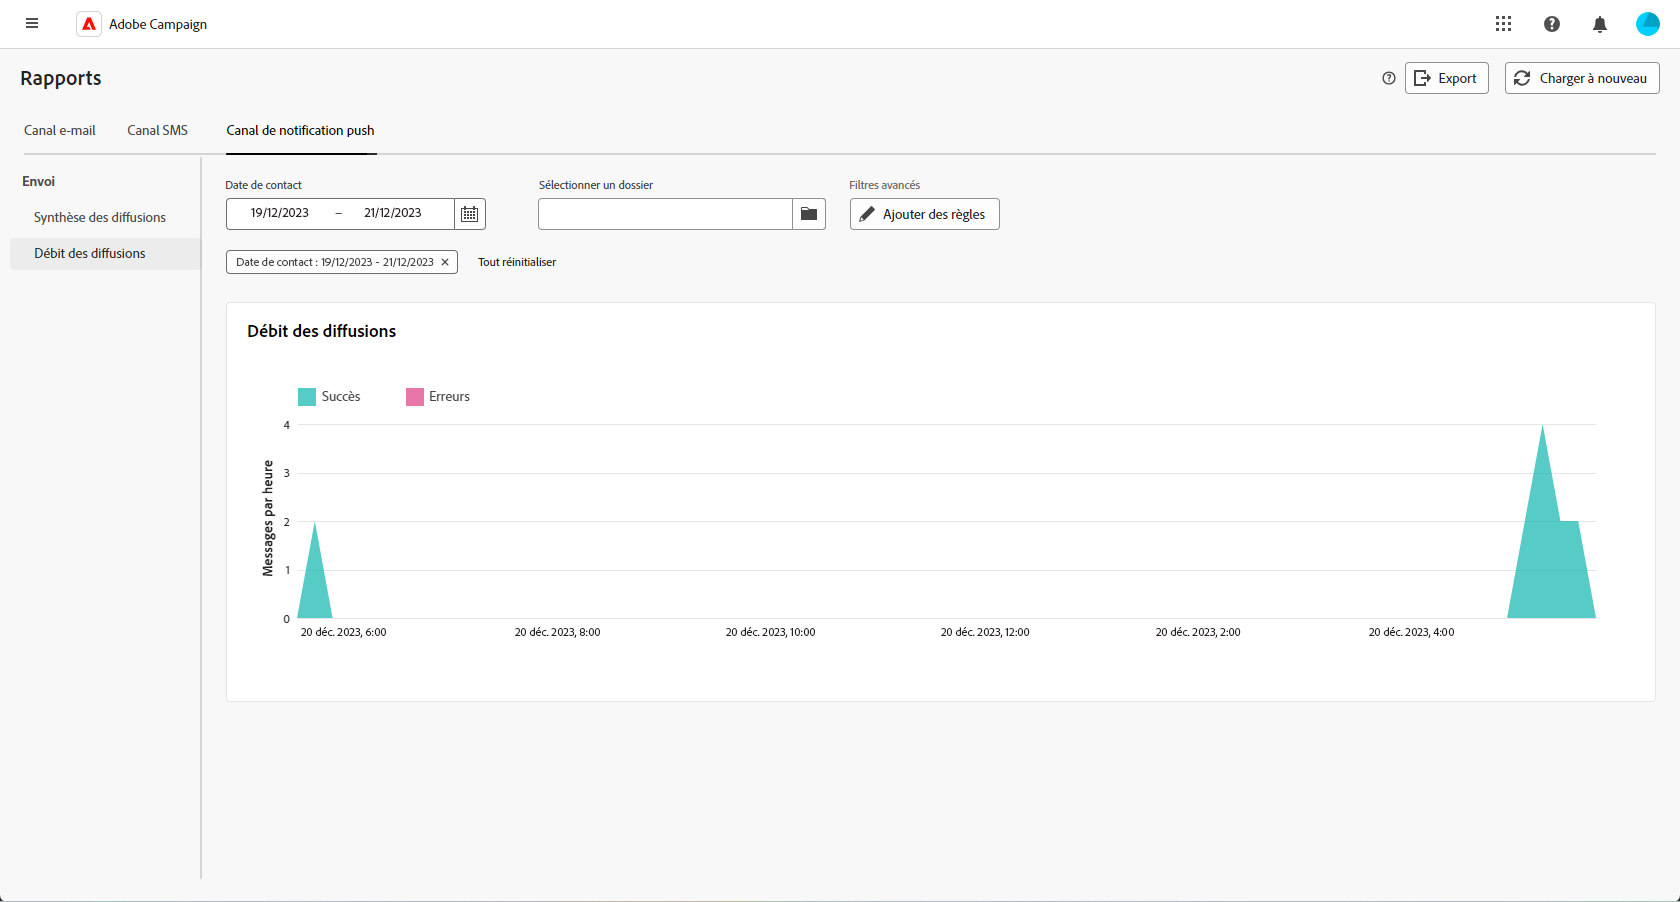 Adobe Campaign
Rapports
Export
Charger à nouveau
Canal e-mail
Canal SMS
Canal de notification push
Envoi
Synthèse des diffusions
Débit des diffusions
Date de contact
Sélectionner un dossier
Filtres avancés
19/12/2023 – 21/12/2023
Ajouter des règles
Date de contact : 19/12/2023 - 21/12/2023
Tout réinitialiser
Débit des diffusions
Succès
Erreurs
Messages par heure
4
3
2
1
0
20 déc. 2023, 6:00
20 déc. 2023, 8:00
20 déc. 2023, 10:00
20 déc. 2023, 12:00
20 déc. 2023, 2:00
20 déc. 2023, 4:00